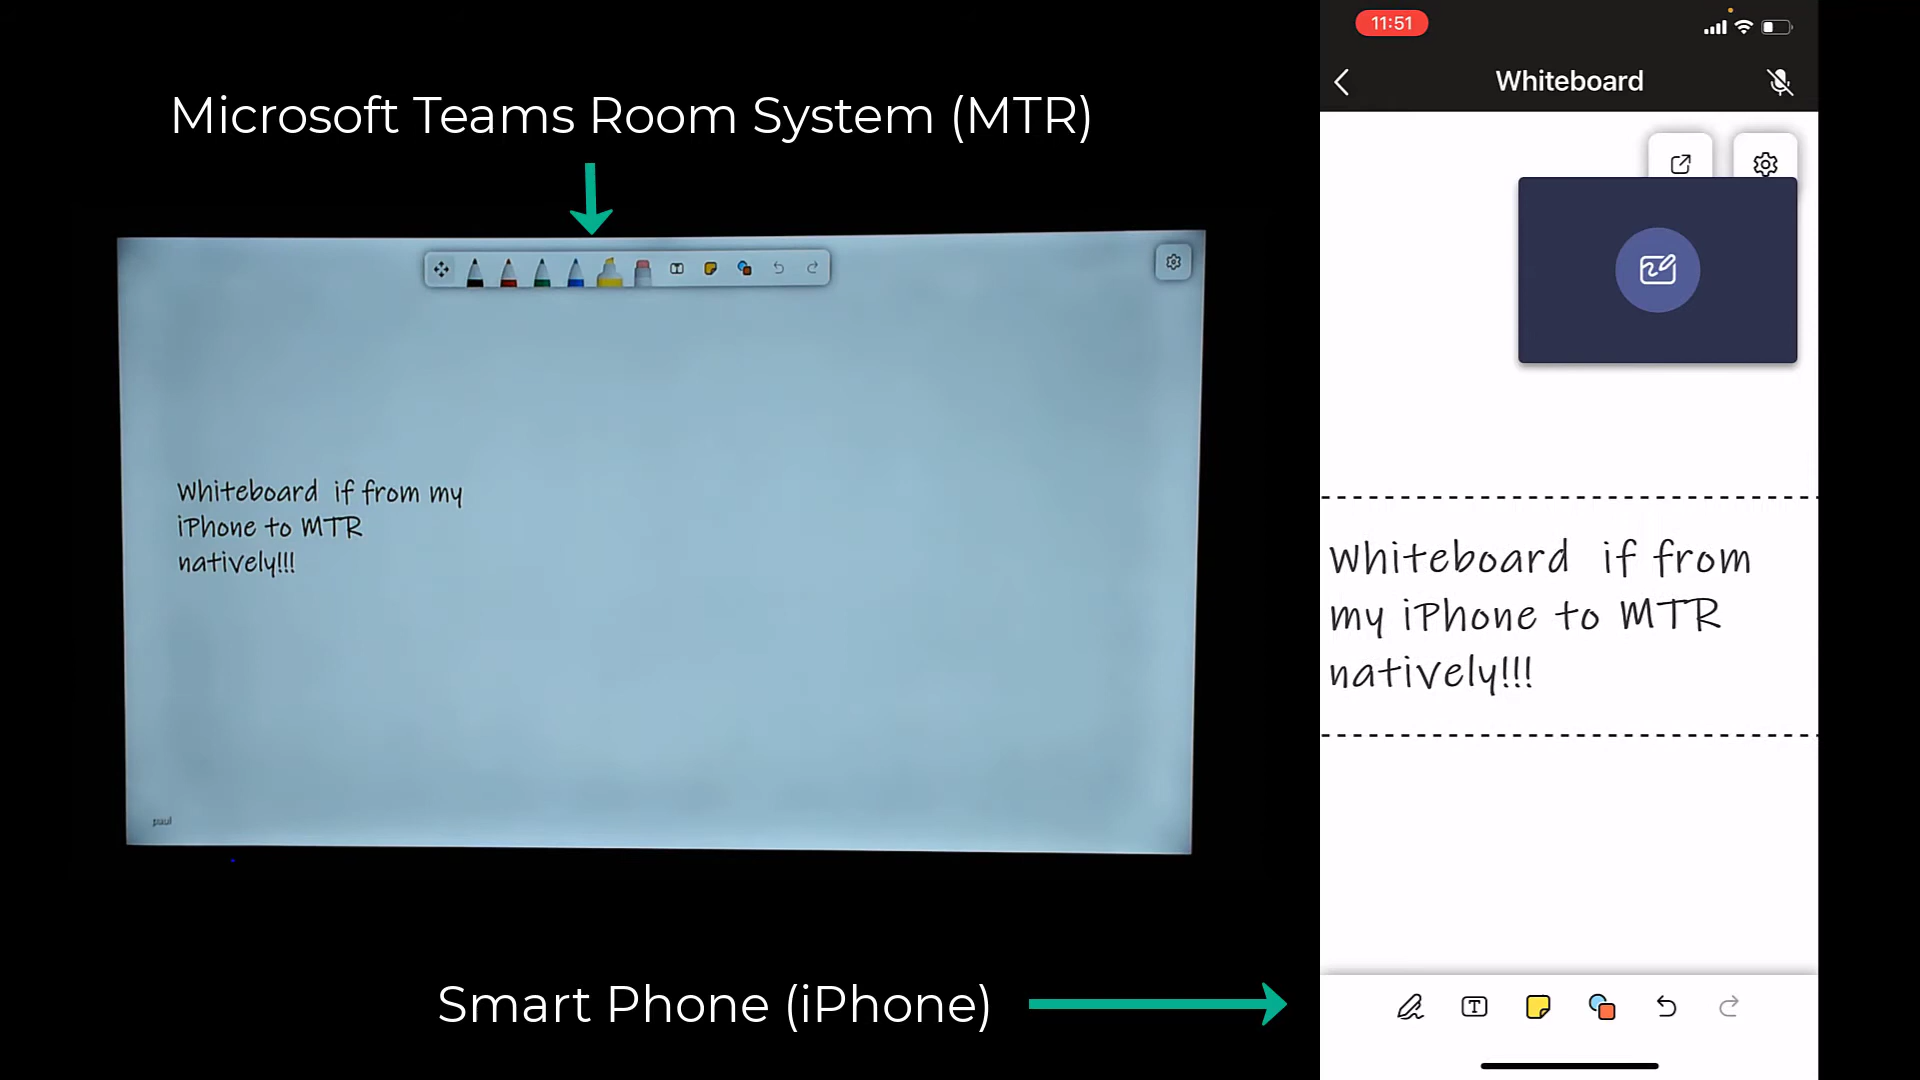 Microsoft Teams Room System (MTR)
Whiteboard if from my
iPhone to MTR
natively!!!
paul
Smart Phone (iPhone)
11:51
Whiteboard
Whiteboard if from
my iPhone to MTR
natively!!!